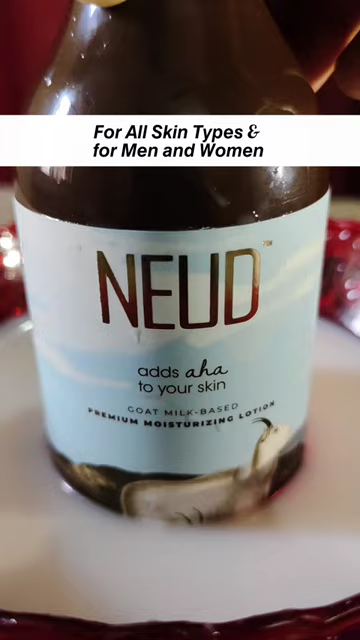 For All Skin Types &
for Men and Women
NEUD™
adds aha
to your skin
GOAT MILK-BASED
PREMIUM MOISTURIZING LOTION